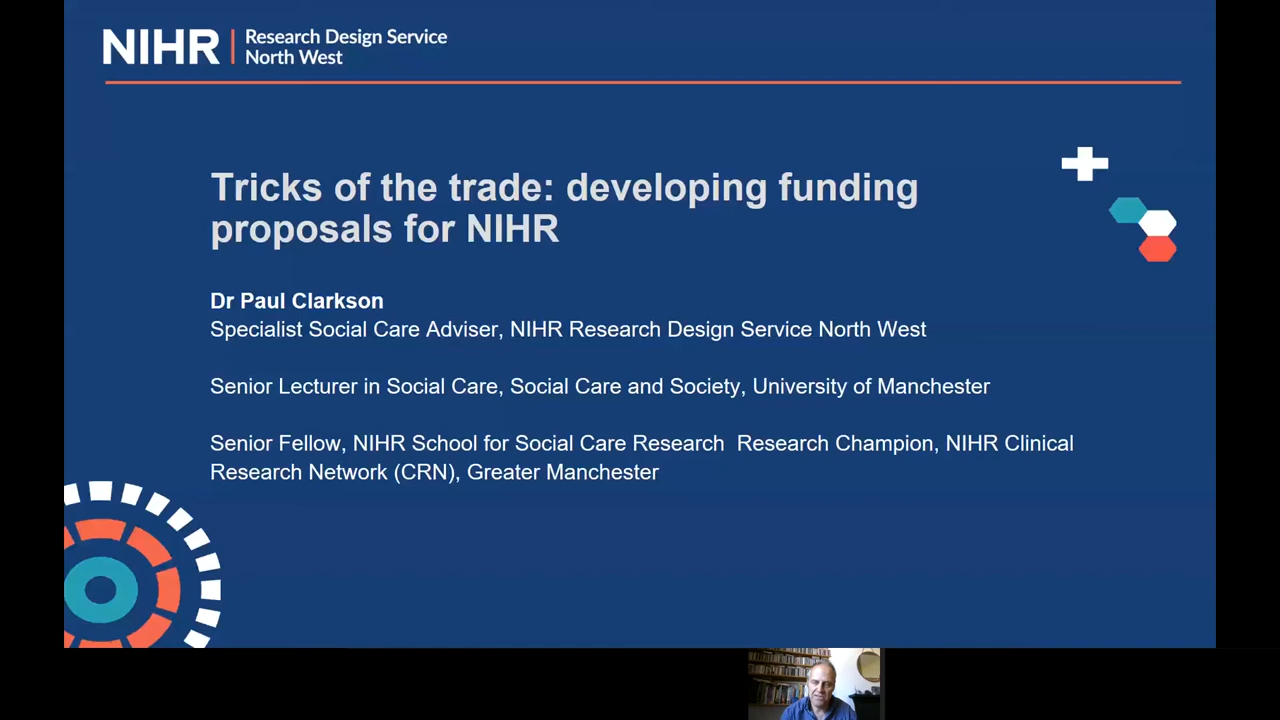 NIHR
Research Design Service
North West
Tricks of the trade: developing funding
proposals for NIHR
Dr Paul Clarkson
Specialist Social Care Adviser, NIHR Research Design Service North West
Senior Lecturer in Social Care, Social Care and Society, University of Manchester
Senior Fellow, NIHR School for Social Care Research  Research Champion, NIHR Clinical
Research Network (CRN), Greater Manchester